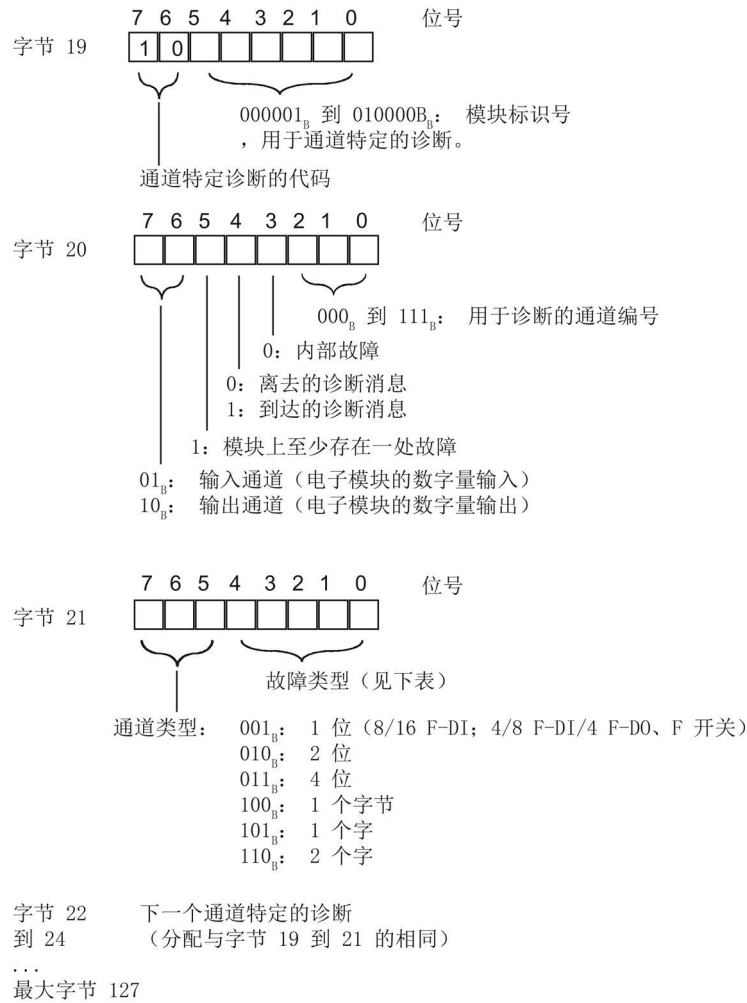 7 6 5 4 3 2 1 0 位号
字节 19 1 0
000001B 到 010000BB： 模块标识号
，用于通道特定的诊断。
通道特定诊断的代码
7 6 5 4 3 2 1 0 位号
字节 20
000B 到 111B： 用于诊断的通道编号
0：内部故障
0：离去的诊断消息
1：到达的诊断消息
1：模块上至少存在一处故障
01B： 输入通道（电子模块的数字量输入）
10B： 输出通道（电子模块的数字量输出）
7 6 5 4 3 2 1 0 位号
字节 21
故障类型（见下表）
通道类型： 001B： 1 位（8/16 F-DI；4/8 F-DI/4 F-DO、F 开关）
010B： 2 位
011B： 4 位
100B： 1 个字节
101B： 1 个字
110B： 2 个字
字节 22 下一个通道特定的诊断
到 24 （分配与字节 19 到 21 的相同）
...
最大字节 127